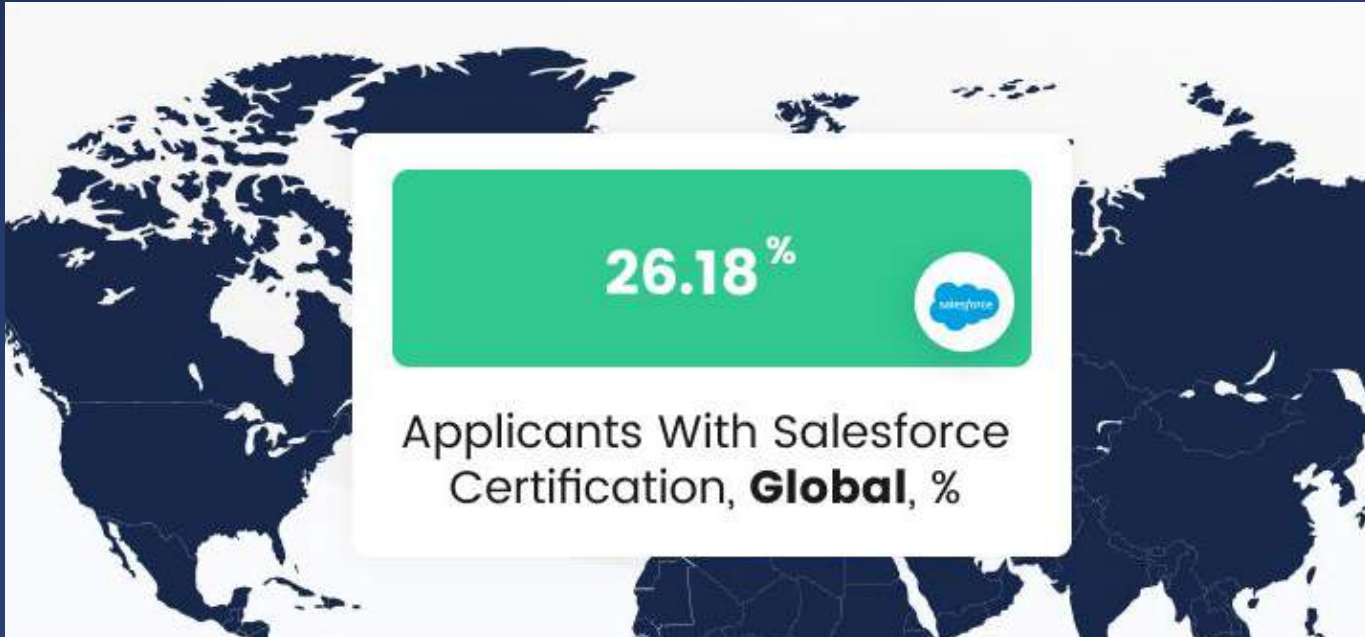 26.18%
salesforce
Applicants With Salesforce
Certification, Global, %